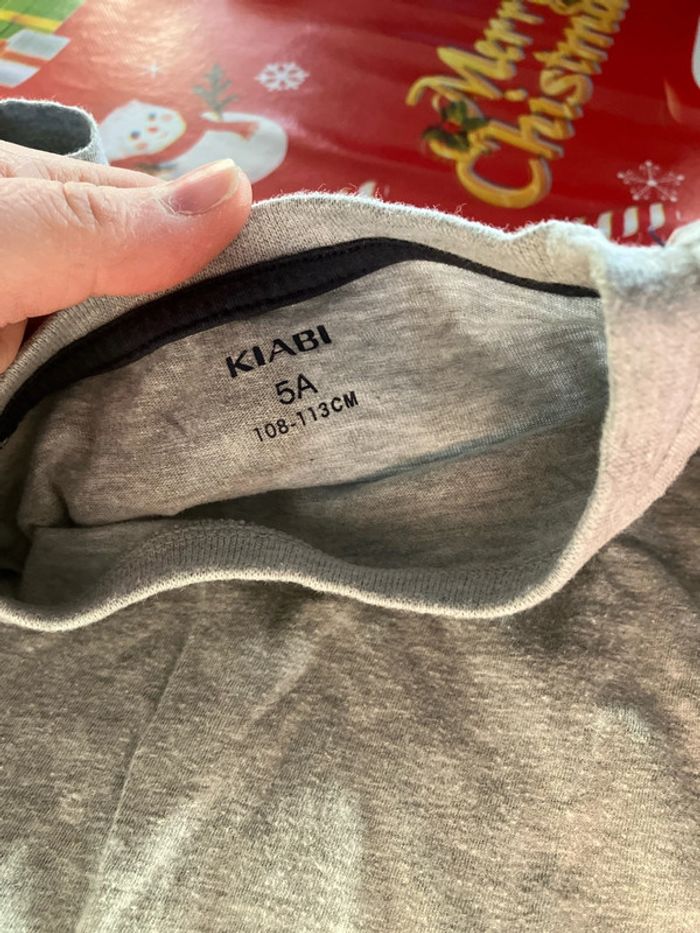 Merry
Christmas
KIABI
5A
108-113CM